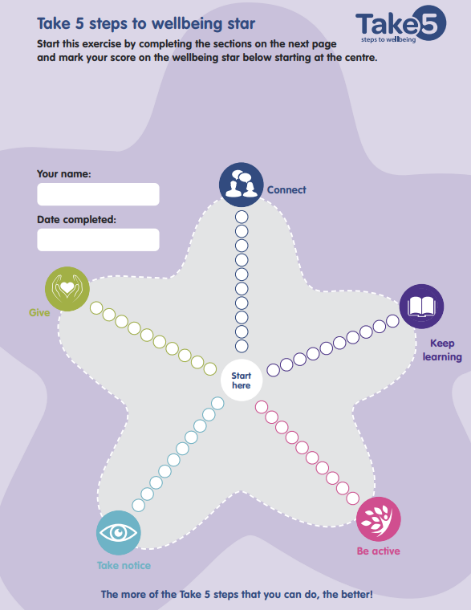 Take 5 steps to wellbeing star
Take5
steps to wellbeing
Start this exercise by completing the sections on the next page
and mark your score on the wellbeing star below starting at the centre.
Your name:
Date completed:
Connect
Give
Keep
learning
Start
here
Be active
Take notice
The more of the Take 5 steps that you can do, the better!